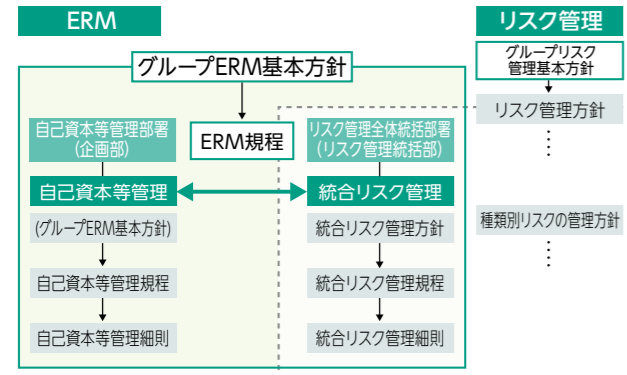 ERM
グループERM基本方針
ERM規程
自己資本等管理部署
(企画部)
自己資本等管理
(グループERM基本方針)
自己資本等管理規程
自己資本等管理細則
リスク管理全体統括部署
(リスク管理統括部)
統合リスク管理
統合リスク管理方針
統合リスク管理規程
統合リスク管理細則
リスク管理
グループリスク
管理基本方針
リスク管理方針
種類別リスクの管理方針